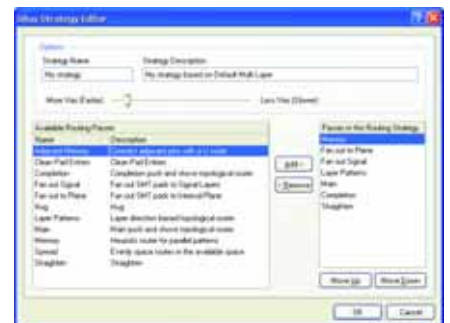 Situs Strategy Editor
Options
Strategy Name
Strategy Description
My strategy
My strategy based on Default Multi Layer
More Vias (Faster)
Less Vias (Slower)
Available Routing Passes
Name Description
Adjacent Memory Connect adjacent pins with a U route
Clean Pad Entries Clean Pad Entries
Completion Completion push and shove topological router
Fan out Signal Fan out SMT pads to Signal Layers
Fan out to Plane Fan out SMT pads to Internal Plane
Hug Hug
Layer Patterns Layer direction based topological router
Main Main push and shove topological router
Memory Heuristic router for parallel patterns
Spread Evenly space routes in the available space
Straighten Straighten
Add >
< Remove
Passes in the Routing Strategy
Memory
Fan out to Plane
Fan out Signal
Layer Patterns
Main
Completion
Straighten
Move Up
Move Down
OK
Cancel